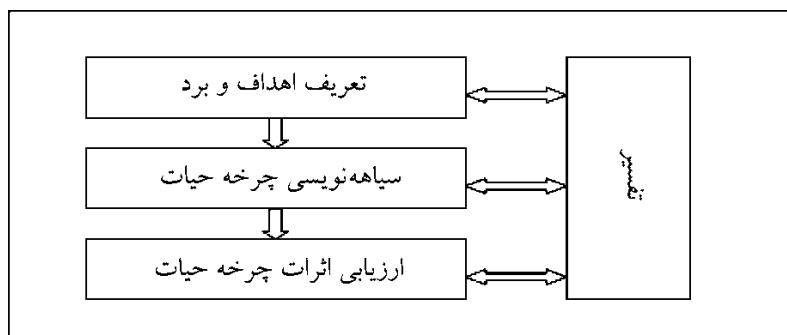 تعریف اهداف و برد
سیاهه‌نویسی چرخه حیات
ارزیابی اثرات چرخه حیات
تفسیر